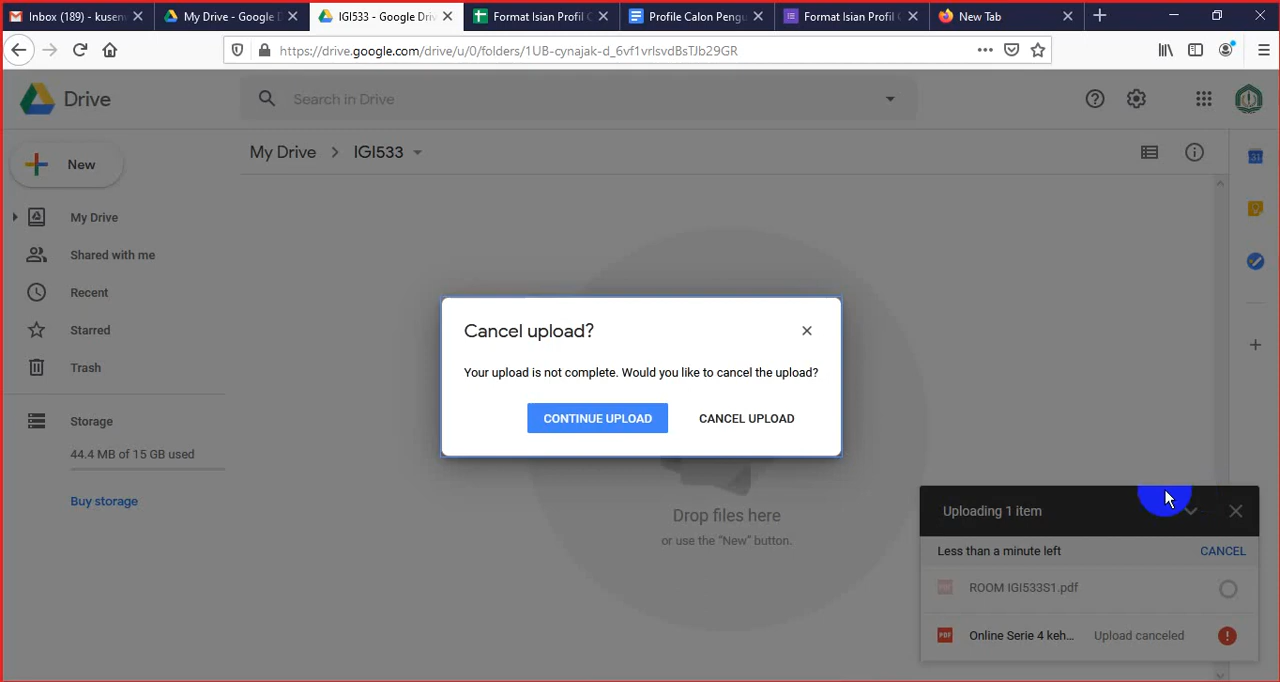 Inbox (189) - kusen
My Drive - Google D
IGI533 - Google Driv
Format Isian Profil C
Profile Calon Pengu
Format Isian Profil C
New Tab
https://drive.google.com/drive/u/0/folders/1UB-cynajak-d_6vf1vrlsvdBsTJb29GR
Drive
Search in Drive
New
My Drive > IGI533
My Drive
Shared with me
Recent
Starred
Trash
Storage
44.4 MB of 15 GB used
Buy storage
Cancel upload?
Your upload is not complete. Would you like to cancel the upload?
CONTINUE UPLOAD
CANCEL UPLOAD
Drop files here
or use the "New" button.
Uploading 1 item
Less than a minute left
CANCEL
PDF ROOM IGI533S1.pdf
PDF Online Serie 4 keh... Upload canceled
31